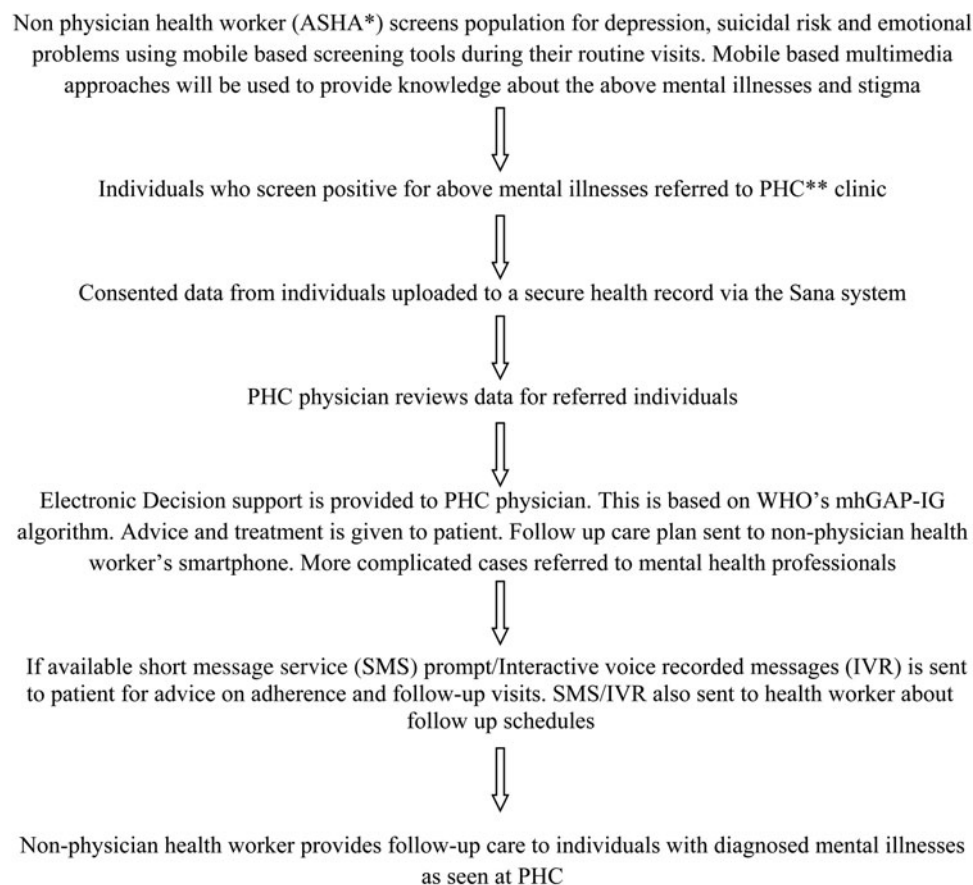 Non physician health worker (ASHA*) screens population for depression, suicidal risk and emotional
problems using mobile based screening tools during their routine visits. Mobile based multimedia
approaches will be used to provide knowledge about the above mental illnesses and stigma
Individuals who screen positive for above mental illnesses referred to PHC** clinic
Consented data from individuals uploaded to a secure health record via the Sana system
PHC physician reviews data for referred individuals
Electronic Decision support is provided to PHC physician. This is based on WHO's mhGAP-IG
algorithm. Advice and treatment is given to patient. Follow up care plan sent to non-physician health
worker's smartphone. More complicated cases referred to mental health professionals
If available short message service (SMS) prompt/Interactive voice recorded messages (IVR) is sent
to patient for advice on adherence and follow-up visits. SMS/IVR also sent to health worker about
follow up schedules
Non-physician health worker provides follow-up care to individuals with diagnosed mental illnesses
as seen at PHC